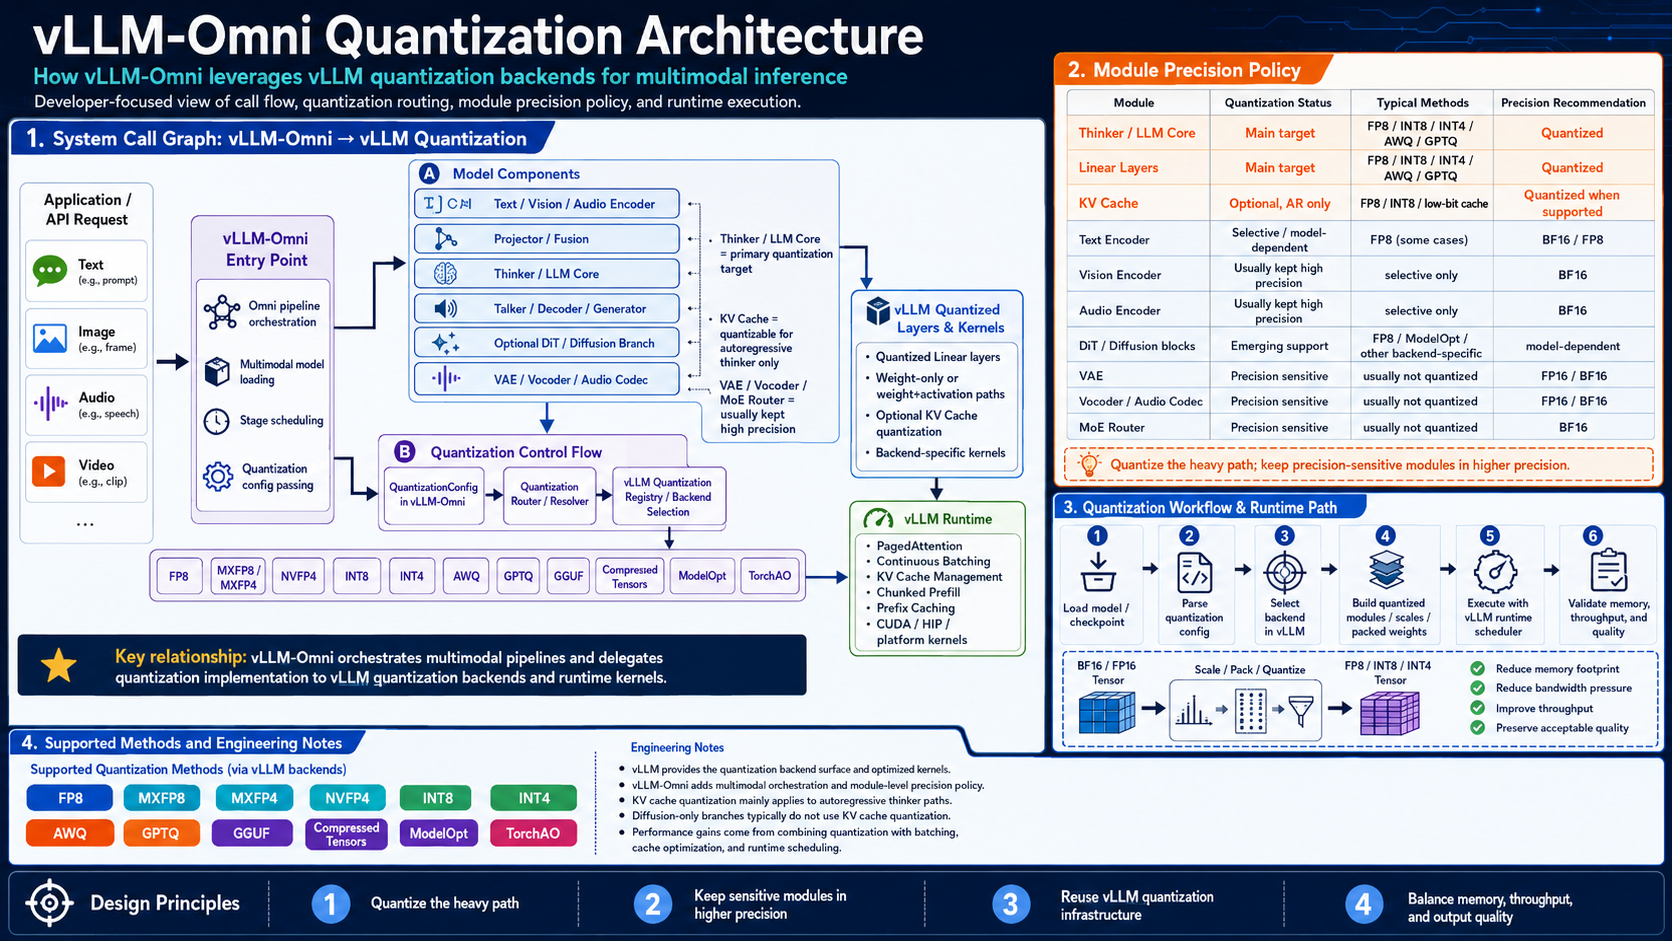 vLLM-Omni Quantization Architecture
How vLLM-Omni leverages vLLM quantization backends for multimodal inference
Developer-focused view of call flow, quantization routing, module precision policy, and runtime execution.
1. System Call Graph: vLLM-Omni → vLLM Quantization
Application /
API Request
Text
(e.g., prompt)
Image
(e.g., frame)
Audio
(e.g., speech)
Video
(e.g., clip)
...
vLLM-Omni
Entry Point
Omni pipeline
orchestration
Multimodal model
loading
Stage scheduling
Quantization
config passing
A Model Components
Text / Vision / Audio Encoder
Projector / Fusion
Thinker / LLM Core
Talker / Decoder / Generator
Optional DiT / Diffusion Branch
VAE / Vocoder / Audio Codec
• Thinker / LLM Core
= primary quantization
target
• KV Cache =
quantizable for
autoregressive
thinker only
VAE / Vocoder /
MoE Router =
usually kept
high precision
B Quantization Control Flow
QuantizationConfig
in vLLM-Omni
Quantization
Router / Resolver
vLLM Quantization
Registry / Backend
Selection
FP8
MXFP8 /
MXFP4
NVFP4
INT8
INT4
AWQ
GPTQ
GGUF
Compressed
Tensors
ModelOpt
TorchAO
vLLM Quantized
Layers & Kernels
• Quantized Linear layers
• Weight-only or
weight+activation paths
• Optional KV Cache
quantization
• Backend-specific kernels
vLLM Runtime
• PagedAttention
• Continuous Batching
• KV Cache Management
• Chunked Prefill
• Prefix Caching
• CUDA / HIP /
platform kernels
Key relationship: vLLM-Omni orchestrates multimodal pipelines and delegates
quantization implementation to vLLM quantization backends and runtime kernels.
2. Module Precision Policy
Module Quantization Status Typical Methods Precision Recommendation
Thinker / LLM Core Main target FP8 / INT8 / INT4 / AWQ / GPTQ Quantized
Linear Layers Main target FP8 / INT8 / INT4 / AWQ / GPTQ Quantized
KV Cache Optional, AR only FP8 / INT8 / low-bit cache Quantized when supported
Text Encoder Selective / model-dependent FP8 (some cases) BF16 / FP8
Vision Encoder Usually kept high precision selective only BF16
Audio Encoder Usually kept high precision selective only BF16
DiT / Diffusion blocks Emerging support FP8 / ModelOpt / other backend-specific model-dependent
VAE Precision sensitive usually not quantized FP16 / BF16
Vocoder / Audio Codec Precision sensitive usually not quantized FP16 / BF16
MoE Router Precision sensitive usually not quantized BF16
Quantize the heavy path; keep precision-sensitive modules in higher precision.
3. Quantization Workflow & Runtime Path
1
Load model /
checkpoint
2
Parse
quantization
config
3
Select
backend
in vLLM
4
Build quantized
modules / scales /
packed weights
5
Execute with
vLLM runtime
scheduler
6
Validate memory,
throughput, and
quality
BF16 / FP16
Tensor
Scale / Pack / Quantize
FP8 / INT8 / INT4
Tensor
Reduce memory footprint
Reduce bandwidth pressure
Improve throughput
Preserve acceptable quality
4. Supported Methods and Engineering Notes
Supported Quantization Methods (via vLLM backends)
FP8 MXFP8 MXFP4 NVFP4 INT8 INT4
AWQ GPTQ GGUF Compressed Tensors ModelOpt TorchAO
Engineering Notes
• vLLM provides the quantization backend surface and optimized kernels.
• vLLM-Omni adds multimodal orchestration and module-level precision policy.
• KV cache quantization mainly applies to autoregressive thinker paths.
• Diffusion-only branches typically do not use KV cache quantization.
• Performance gains come from combining quantization with batching,
cache optimization, and runtime scheduling.
Design Principles
1 Quantize the heavy path
2 Keep sensitive modules in
higher precision
3 Reuse vLLM quantization
infrastructure
4 Balance memory, throughput,
and output quality